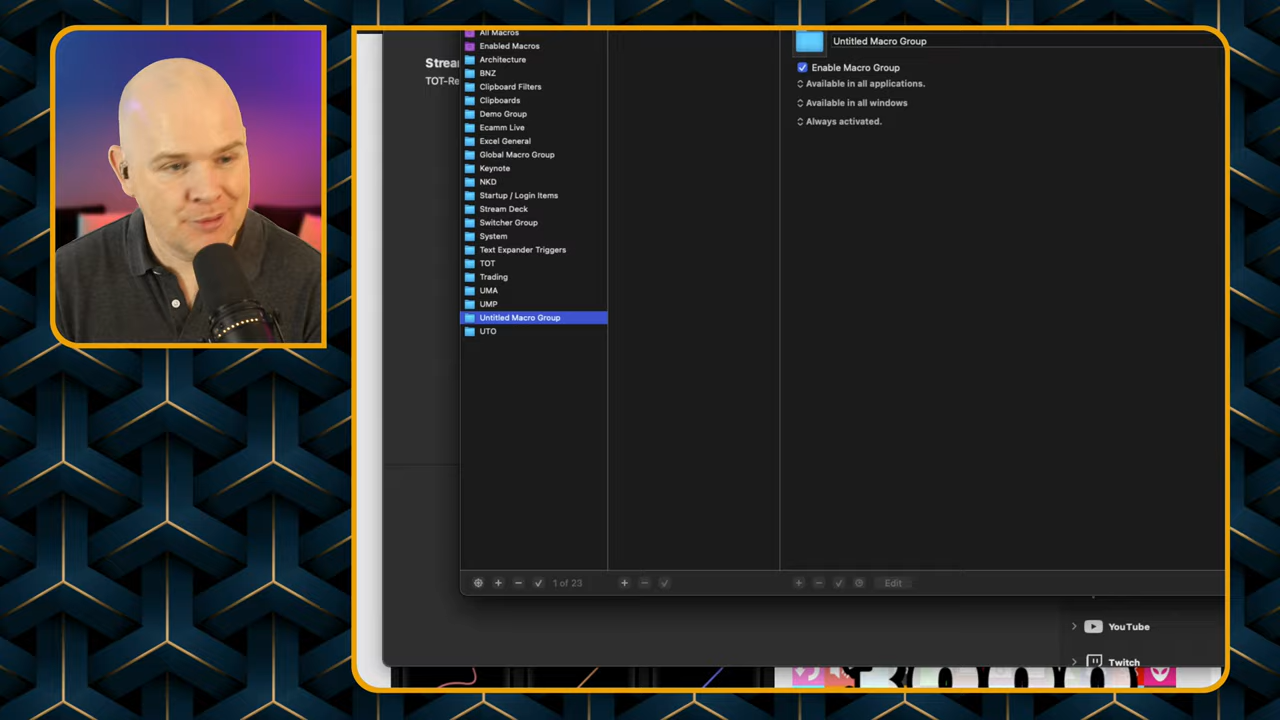 Strea
TOT-Re
All Macros
Enabled Macros
Architecture
BNZ
Clipboard Filters
Clipboards
Demo Group
Ecamm Live
Excel General
Global Macro Group
Keynote
NKD
Startup / Login Items
Stream Deck
Switcher Group
System
Text Expander Triggers
TOT
Trading
UMA
UMP
Untitled Macro Group
UTO
1 of 23
Untitled Macro Group
Enable Macro Group
Available in all applications.
Available in all windows
Always activated.
Edit
YouTube
Twitch